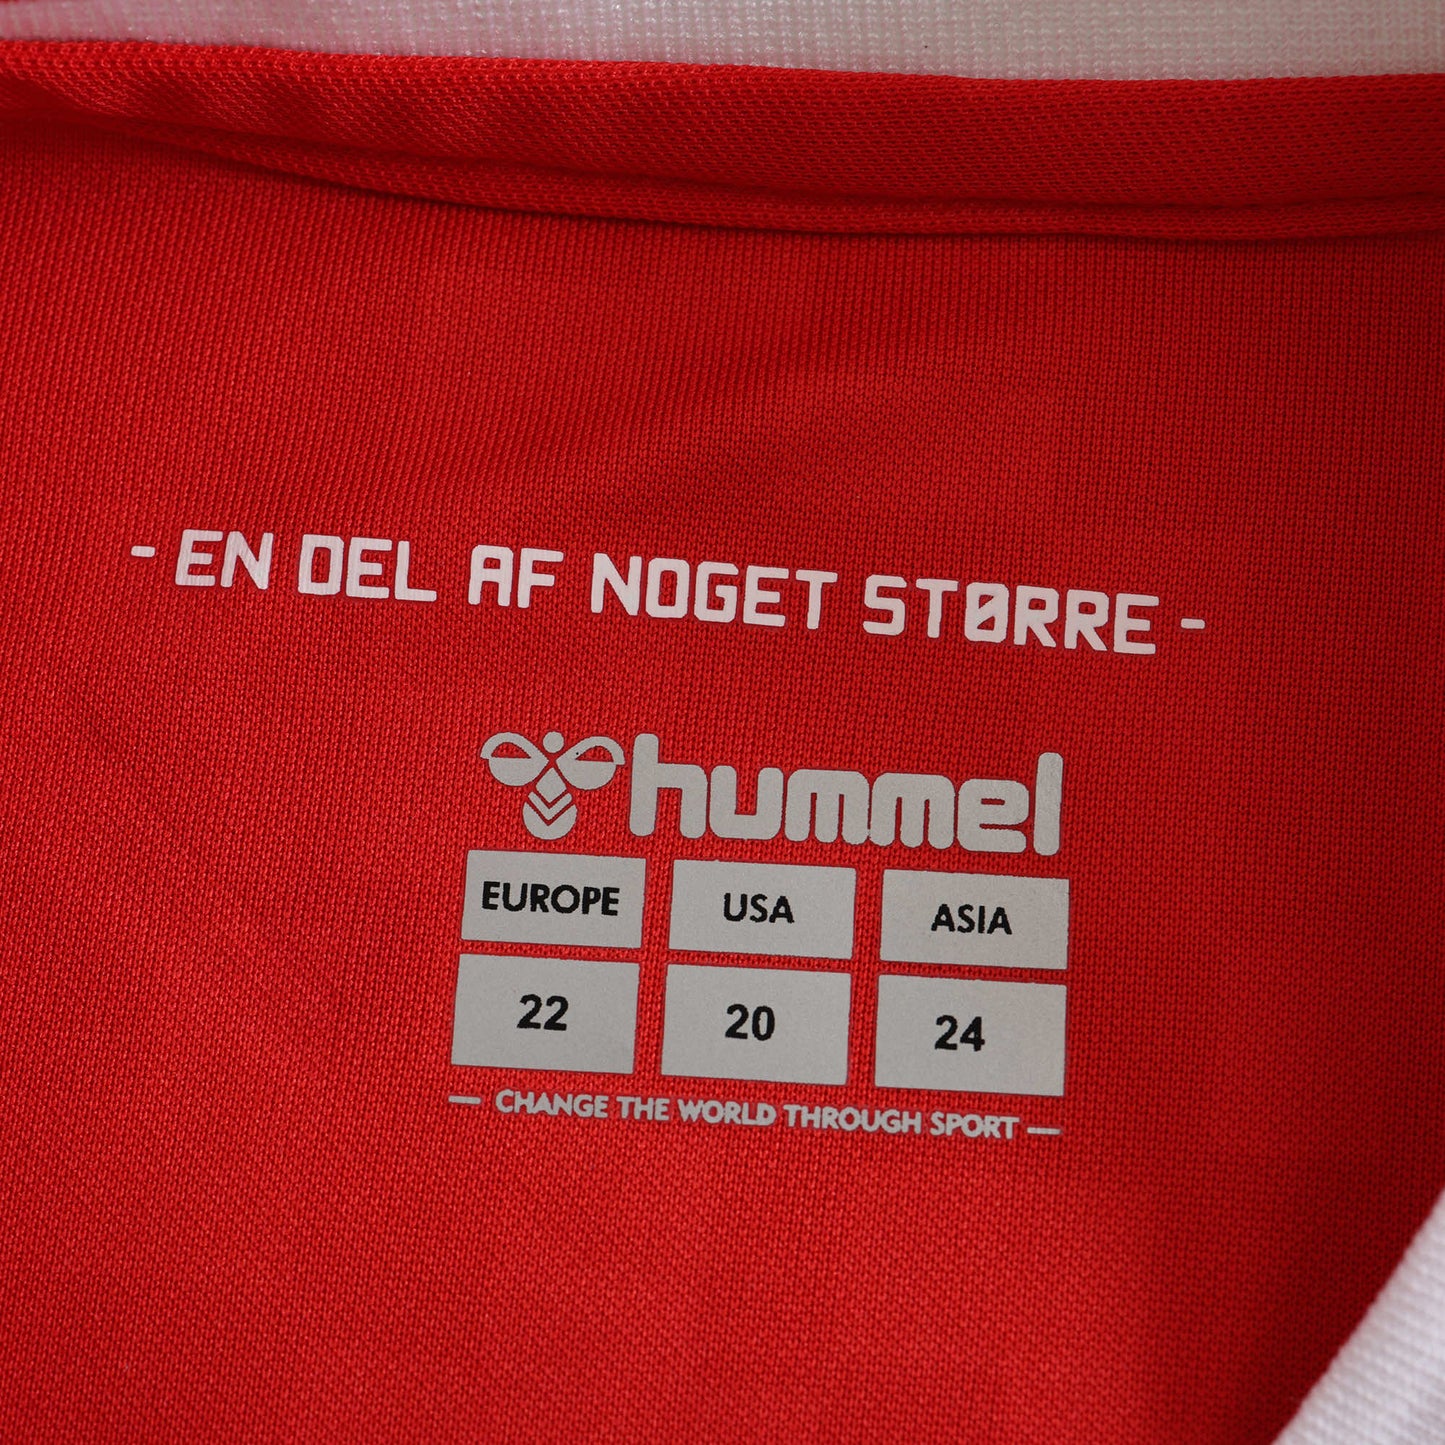 - EN DEL AF NOGET STØRRE -
hummel
EUROPE USA ASIA
22 20 24
— CHANGE THE WORLD THROUGH SPORT —